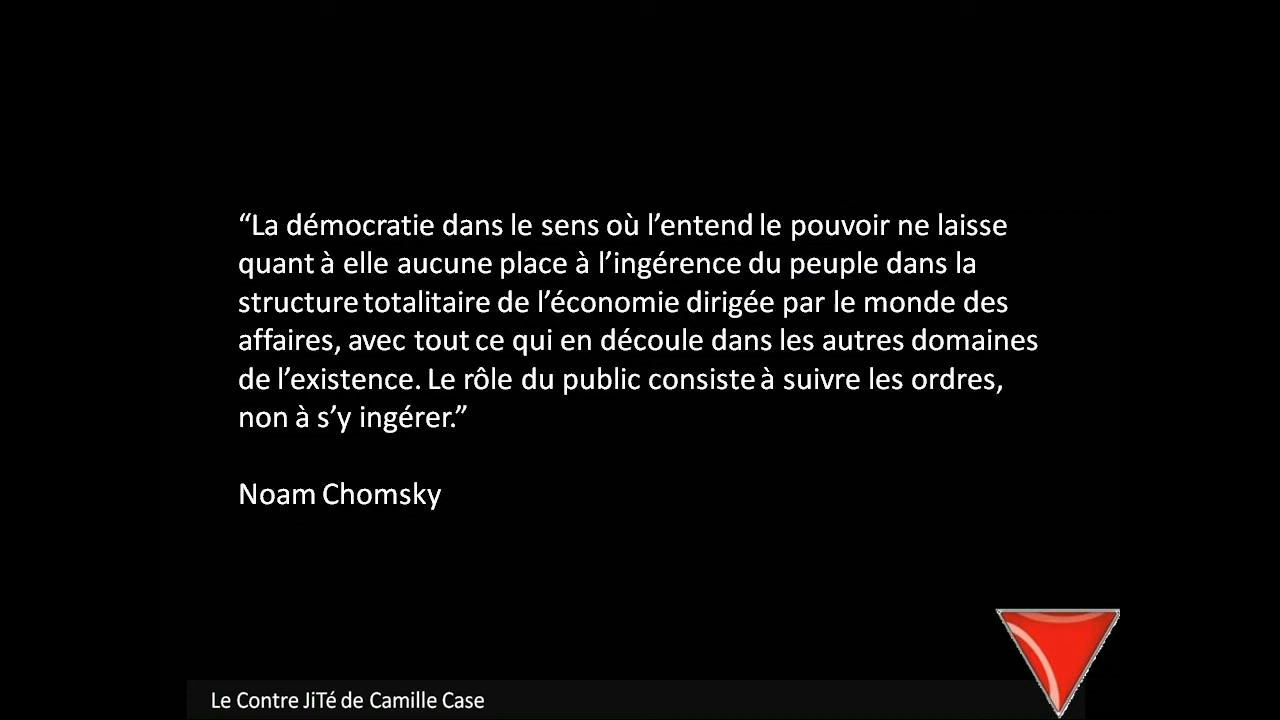 “La démocratie dans le sens où l’entend le pouvoir ne laisse
quant à elle aucune place à l’ingérence du peuple dans la
structure totalitaire de l’économie dirigée par le monde des
affaires, avec tout ce qui en découle dans les autres domaines
de l’existence. Le rôle du public consiste à suivre les ordres,
non à s’y ingérer.”
Noam Chomsky
Le Contre JiTé de Camille Case